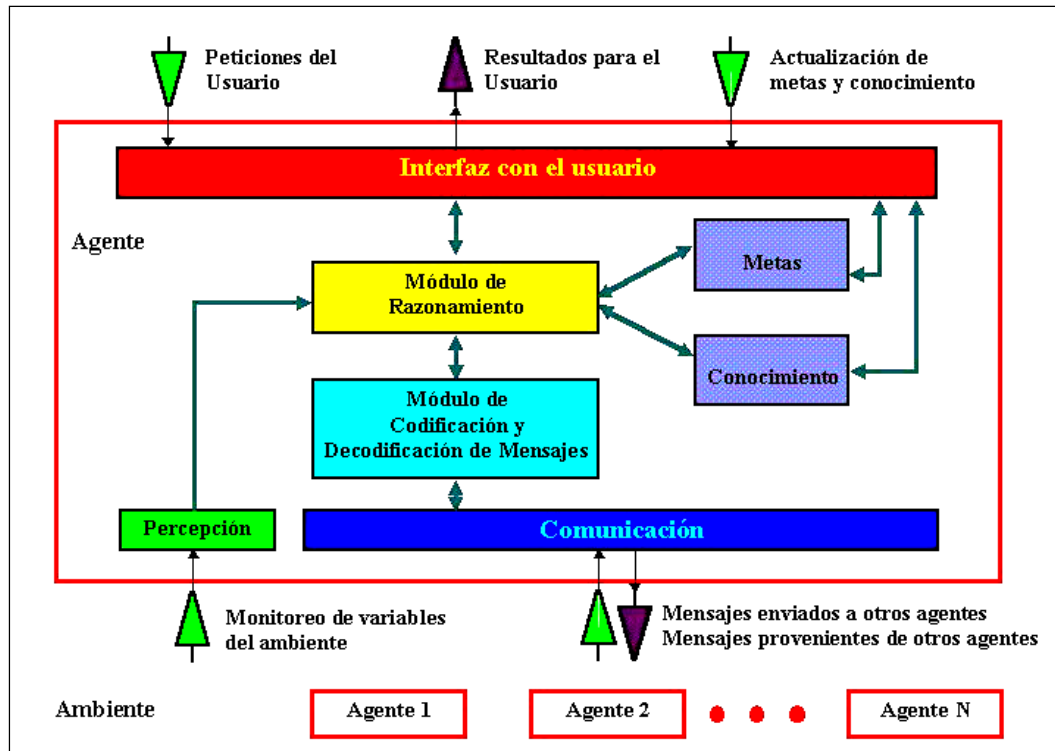 Peticiones del
Usuario
Resultados para el
Usuario
Actualización de
metas y conocimiento
Interfaz con el usuario
Agente
Módulo de
Razonamiento
Metas
Conocimiento
Módulo de
Codificación y
Decodificación de Mensajes
Percepción
Comunicación
Monitoreo de variables
del ambiente
Mensajes enviados a otros agentes
Mensajes provenientes de otros agentes
Ambiente
Agente 1
Agente 2
Agente N